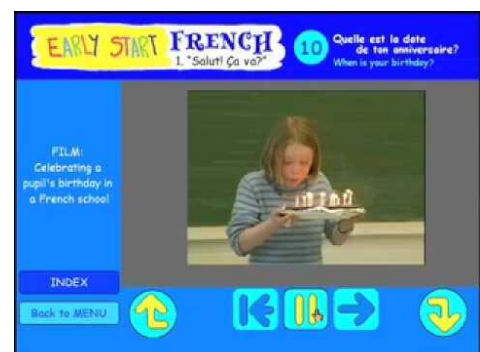 EARLY START FRENCH
1. "Salut! Ça va?"
10
Quelle est la date
de ton anniversaire?
When is your birthday?
FILM:
Celebrating a
pupil's birthday in
a French school
INDEX
Back to MENU